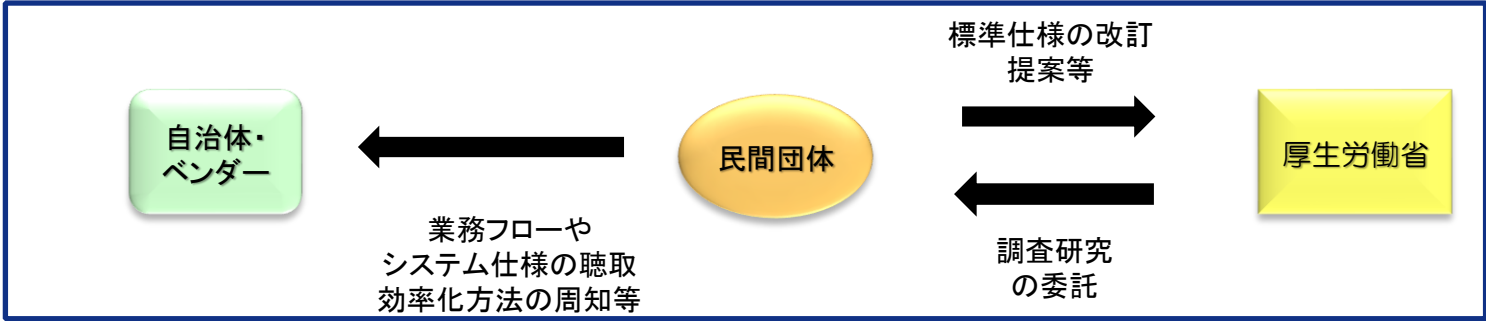 標準仕様の改訂
提案等
自治体・
ベンダー
民間団体
厚生労働省
業務フローや
システム仕様の聴取
効率化方法の周知等
調査研究
の委託